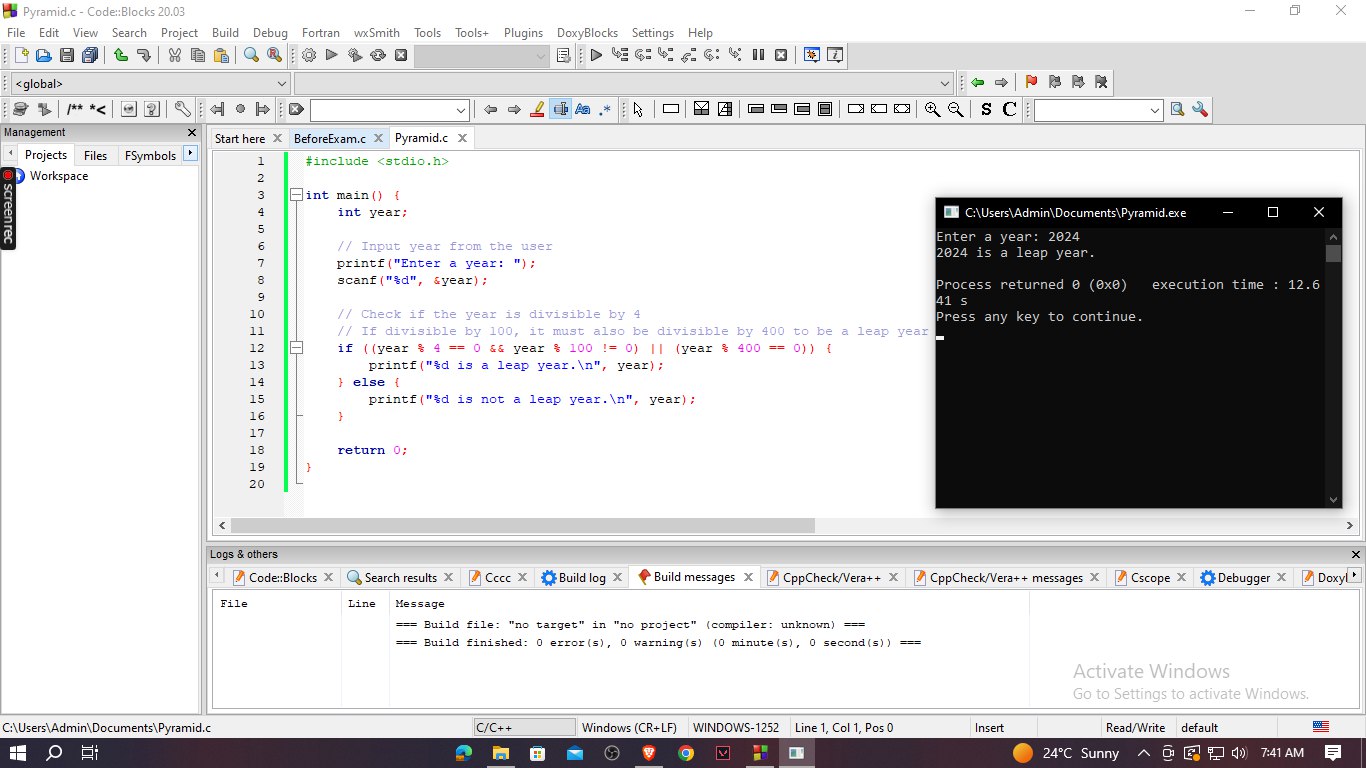 Pyramid.c - Code::Blocks 20.03
File Edit View Search Project Build Debug Fortran wxSmith Tools Tools+ Plugins DoxyBlocks Settings Help
<global>
/** *<
Aa .*
S C
Management
Projects Files FSymbols
Workspace
screenrec
Start here BeforeExam.c Pyramid.c
1 #include <stdio.h>
2
3 int main() {
4 int year;
5
6 // Input year from the user
7 printf("Enter a year: ");
8 scanf("%d", &year);
9
10 // Check if the year is divisible by 4
11 // If divisible by 100, it must also be divisible by 400 to be a leap year
12 if ((year % 4 == 0 && year % 100 != 0) || (year % 400 == 0)) {
13 printf("%d is a leap year.\n", year);
14 } else {
15 printf("%d is not a leap year.\n", year);
16 }
17
18 return 0;
19 }
20
C:\Users\Admin\Documents\Pyramid.exe
Enter a year: 2024
2024 is a leap year.
Process returned 0 (0x0) execution time : 12.6
41 s
Press any key to continue.
Logs & others
Code::Blocks Search results Cccc Build log Build messages CppCheck/Vera++ CppCheck/Vera++ messages Cscope Debugger Doxyl
File Line Message
=== Build file: "no target" in "no project" (compiler: unknown) ===
=== Build finished: 0 error(s), 0 warning(s) (0 minute(s), 0 second(s)) ===
Activate Windows
Go to Settings to activate Windows.
C:\Users\Admin\Documents\Pyramid.c C/C++ Windows (CR+LF) WINDOWS-1252 Line 1, Col 1, Pos 0 Insert Read/Write default
24°C Sunny 7:41 AM